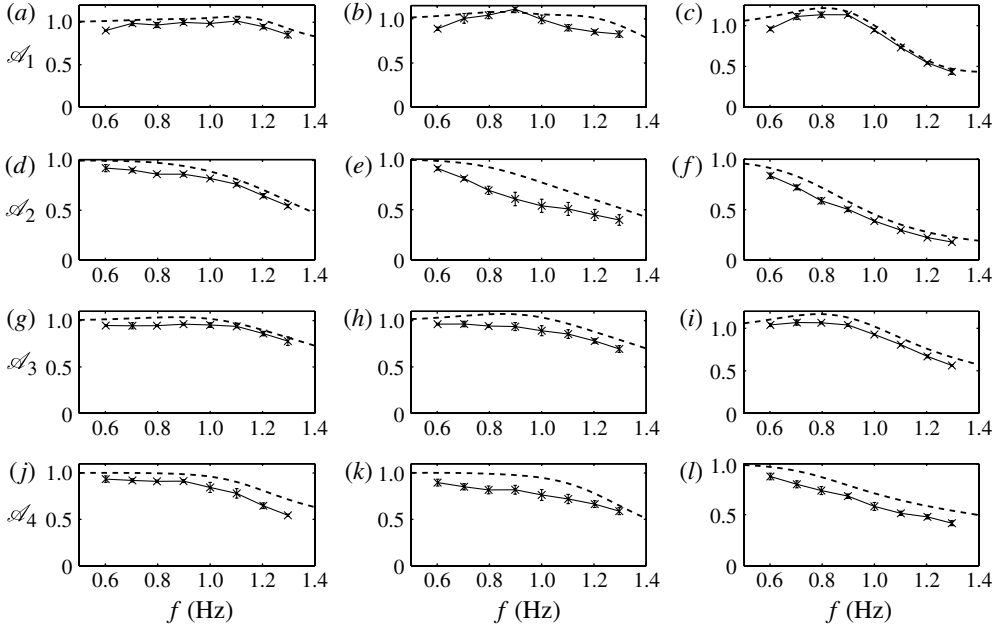 (a) (b) (c)
𝒜1 1.0 0.5 0 1.0 0.5 0 1.0 0.5 0
0.6 0.8 1.0 1.2 1.4 0.6 0.8 1.0 1.2 1.4 0.6 0.8 1.0 1.2 1.4
(d) (e) (f)
𝒜2 1.0 0.5 0 1.0 0.5 0 1.0 0.5 0
0.6 0.8 1.0 1.2 1.4 0.6 0.8 1.0 1.2 1.4 0.6 0.8 1.0 1.2 1.4
(g) (h) (i)
𝒜3 1.0 0.5 0 1.0 0.5 0 1.0 0.5 0
0.6 0.8 1.0 1.2 1.4 0.6 0.8 1.0 1.2 1.4 0.6 0.8 1.0 1.2 1.4
(j) (k) (l)
𝒜4 1.0 0.5 0 1.0 0.5 0 1.0 0.5 0
0.6 0.8 1.0 1.2 1.4 0.6 0.8 1.0 1.2 1.4 0.6 0.8 1.0 1.2 1.4
f (Hz) f (Hz) f (Hz)